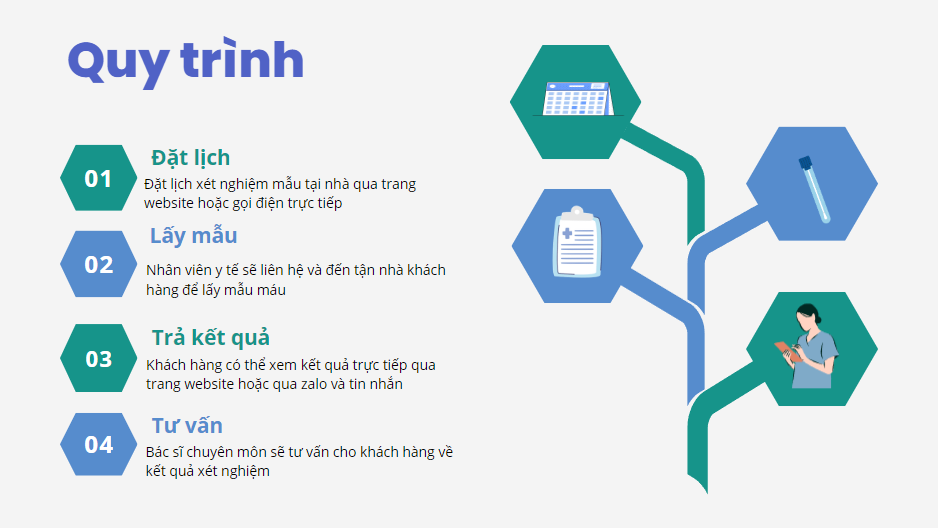 Quy trình
01
Đặt lịch
Đặt lịch xét nghiệm mẫu tại nhà qua trang
website hoặc gọi điện trực tiếp
02
Lấy mẫu
Nhân viên y tế sẽ liên hệ và đến tận nhà khách
hàng để lấy mẫu máu
03
Trả kết quả
Khách hàng có thể xem kết quả trực tiếp qua
trang website hoặc qua zalo và tin nhắn
04
Tư vấn
Bác sĩ chuyên môn sẽ tư vấn cho khách hàng về
kết quả xét nghiệm